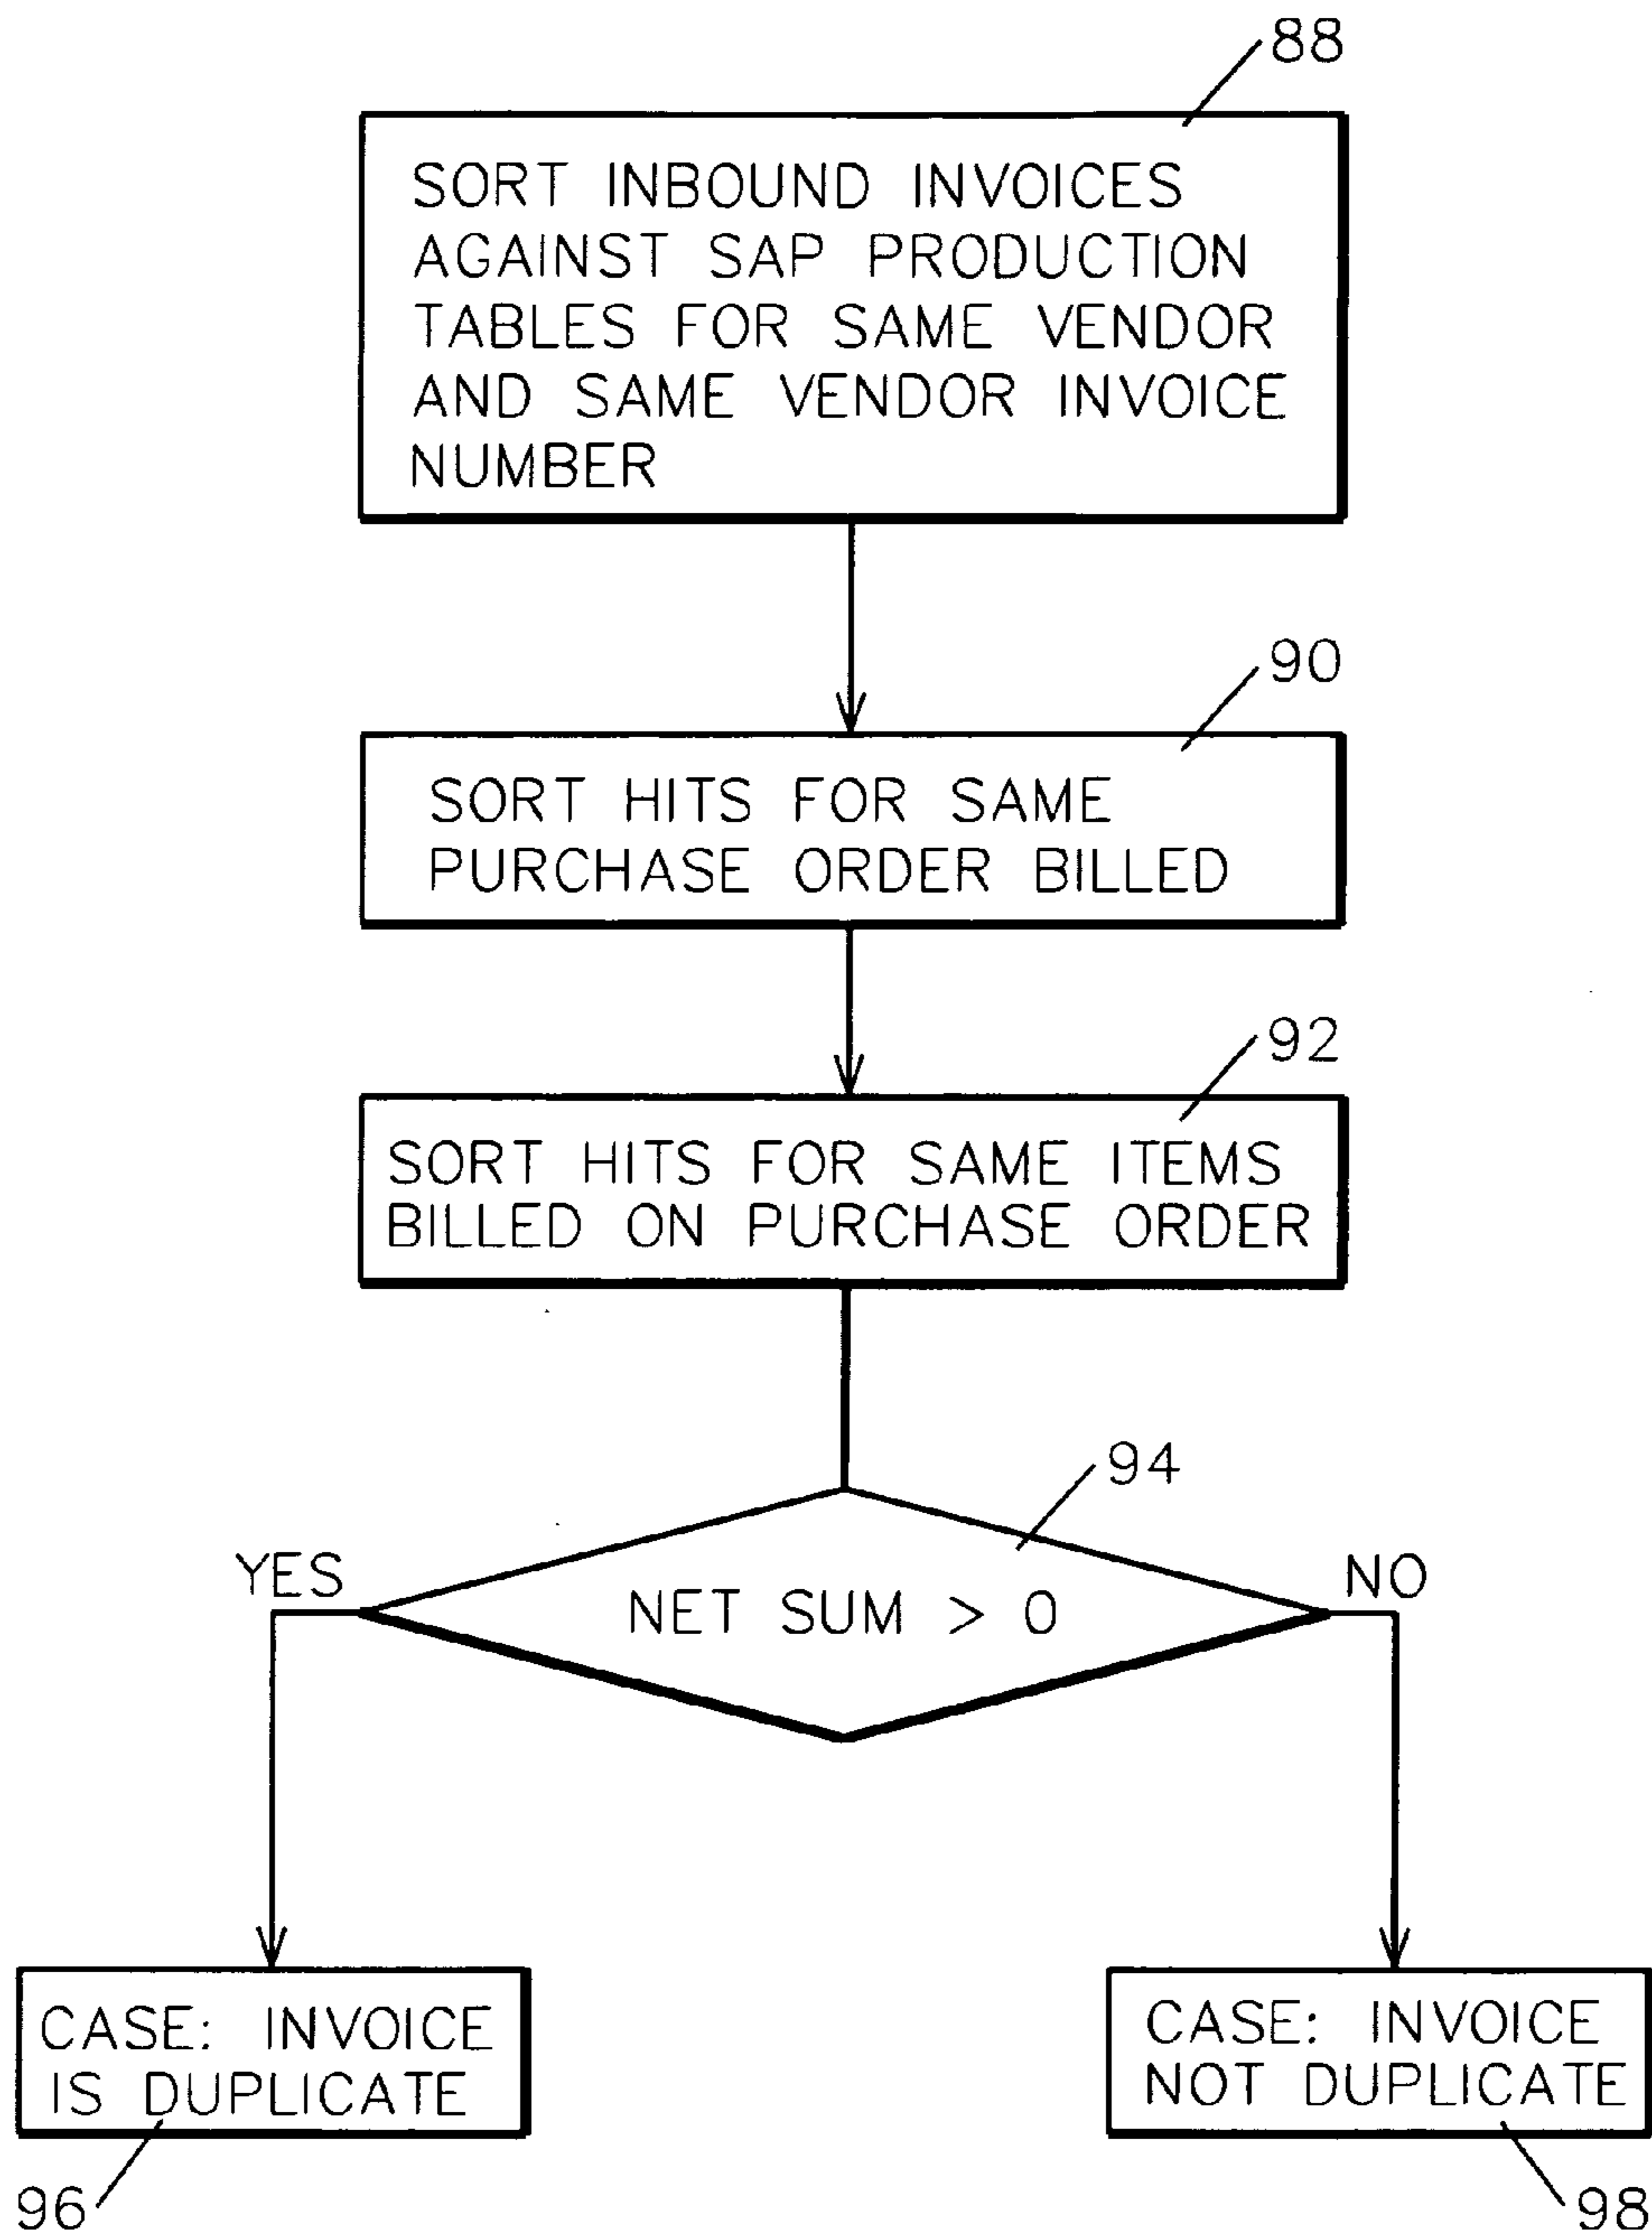 88
SORT INBOUND INVOICES
AGAINST SAP PRODUCTION
TABLES FOR SAME VENDOR
AND SAME VENDOR INVOICE
NUMBER
90
SORT HITS FOR SAME
PURCHASE ORDER BILLED
92
SORT HITS FOR SAME ITEMS
BILLED ON PURCHASE ORDER
94
YES
NET SUM > 0
NO
CASE: INVOICE
IS DUPLICATE
96
CASE: INVOICE
NOT DUPLICATE
98